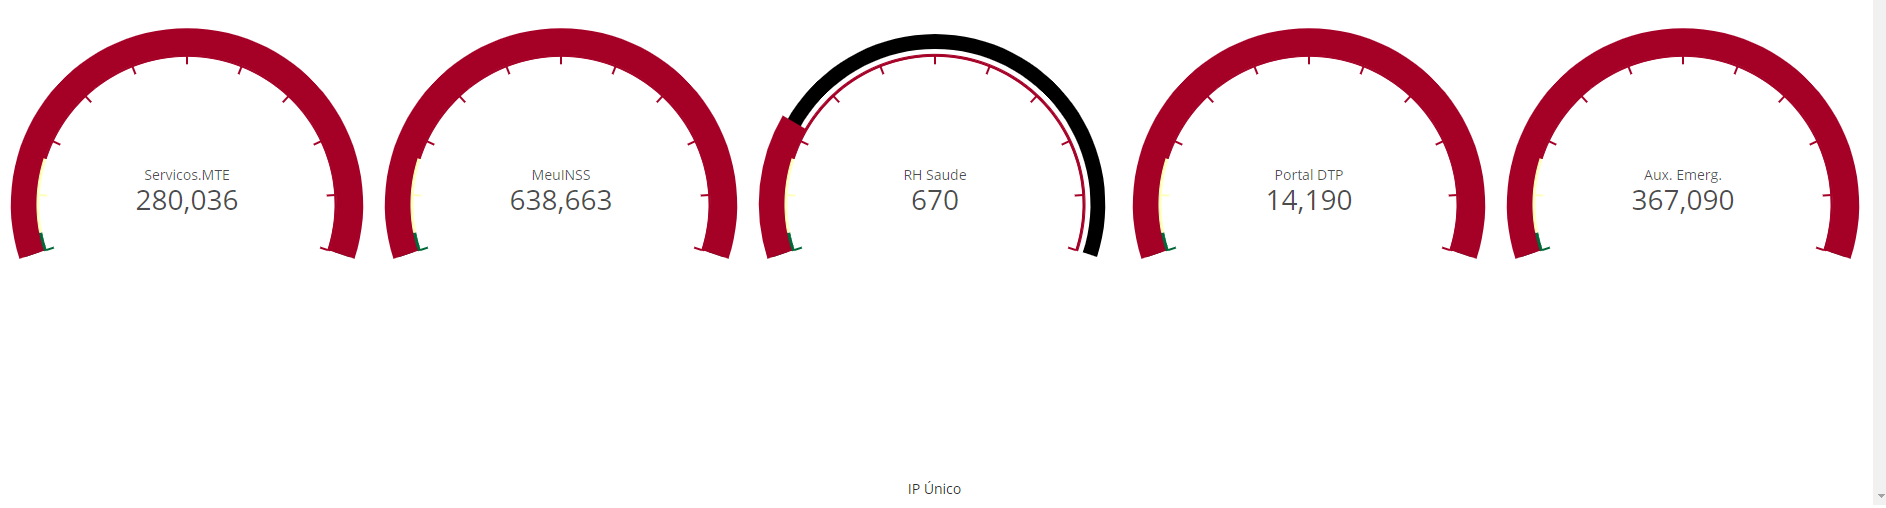 Servicos.MTE
280,036
MeuINSS
638,663
RH Saude
670
Portal DTP
14,190
Aux. Emerg.
367,090
IP Único